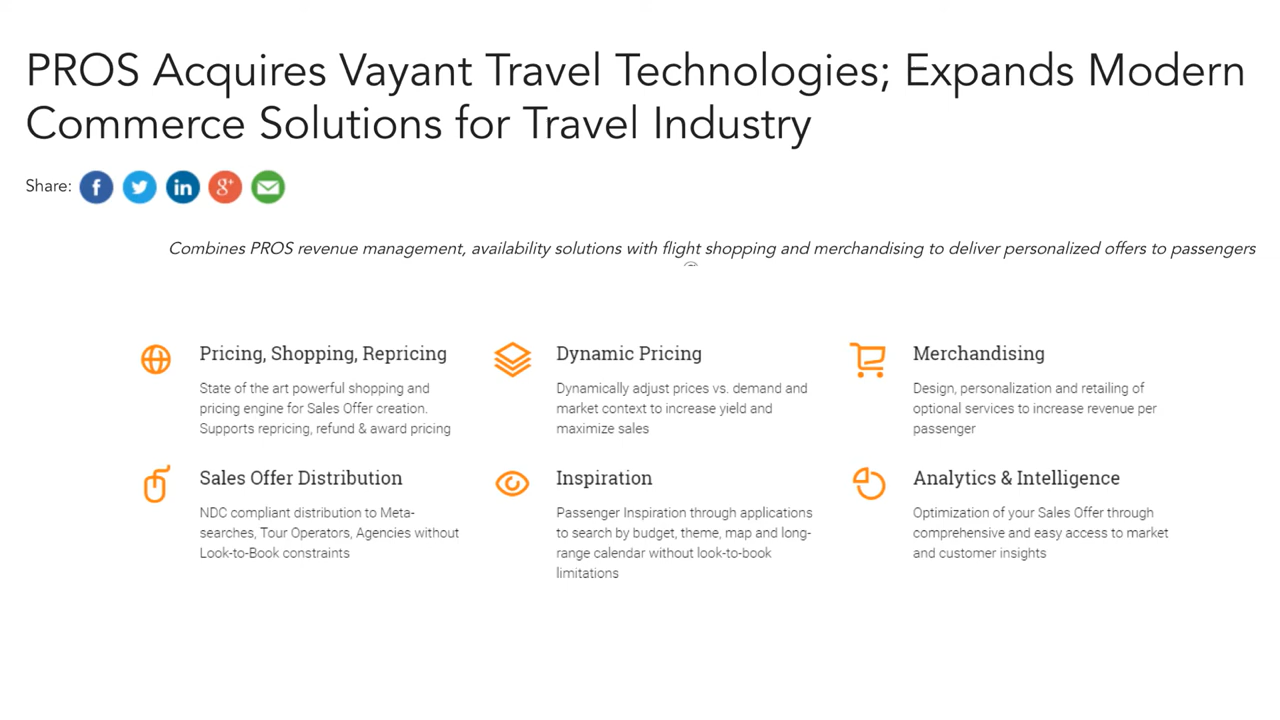 PROS Acquires Vayant Travel Technologies; Expands Modern
Commerce Solutions for Travel Industry
Share:
Combines PROS revenue management, availability solutions with flight shopping and merchandising to deliver personalized offers to passengers
Pricing, Shopping, Repricing
State of the art powerful shopping and
pricing engine for Sales Offer creation.
Supports repricing, refund & award pricing
Dynamic Pricing
Dynamically adjust prices vs. demand and
market context to increase yield and
maximize sales
Merchandising
Design, personalization and retailing of
optional services to increase revenue per
passenger
Sales Offer Distribution
NDC compliant distribution to Meta-
searches, Tour Operators, Agencies without
Look-to-Book constraints
Inspiration
Passenger Inspiration through applications
to search by budget, theme, map and long-
range calendar without look-to-book
limitations
Analytics & Intelligence
Optimization of your Sales Offer through
comprehensive and easy access to market
and customer insights